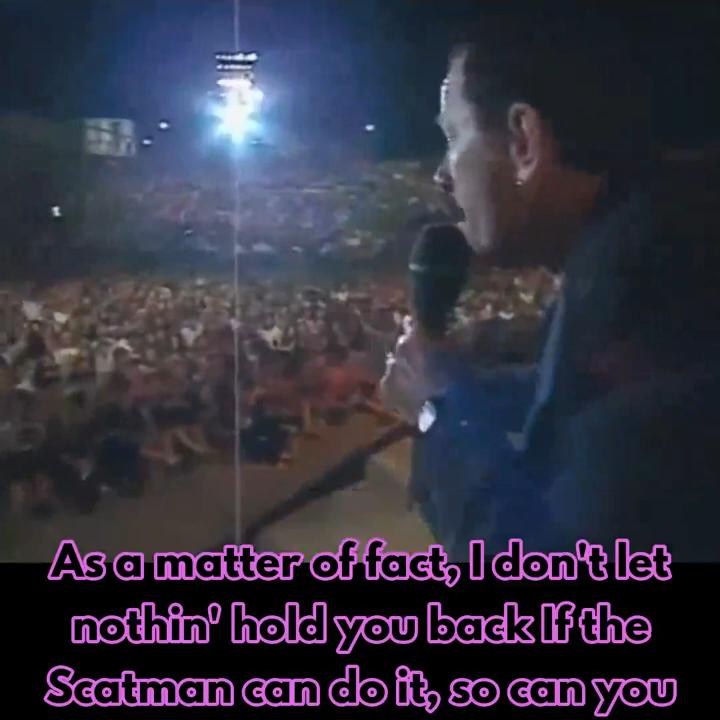 As a matter of fact, I don't let
nothin' hold you back If the
Scatman can do it, so can you